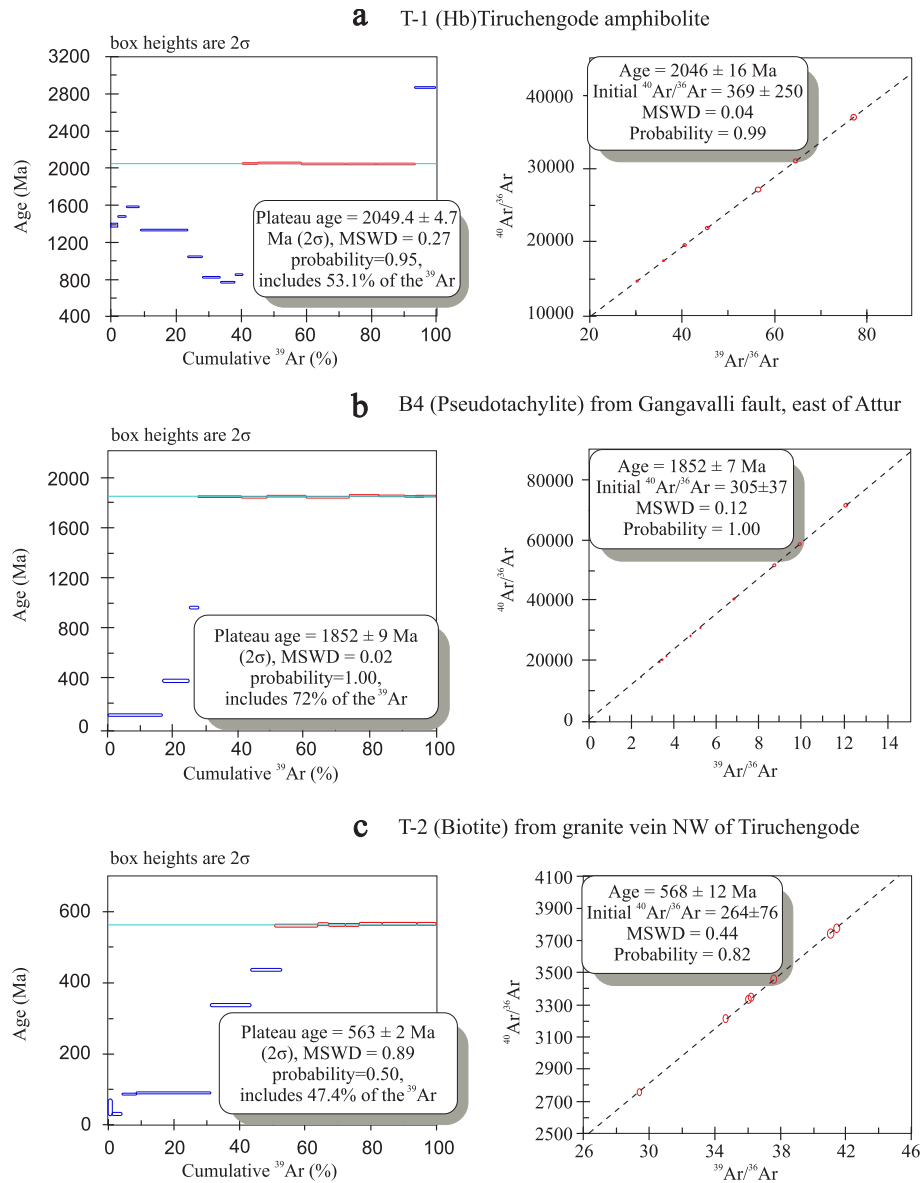 a T-1 (Hb)Tiruchengode amphibolite
box heights are 2σ
3200
2800
2400
2000
1600
1200
800
400
Age (Ma)
0 20 40 60 80 100
Cumulative ³⁹Ar (%)
Plateau age = 2049.4 ± 4.7
Ma (2σ), MSWD = 0.27
probability=0.95,
includes 53.1% of the ³⁹Ar
Age = 2046 ± 16 Ma
Initial ⁴⁰Ar/³⁶Ar = 369 ± 250
MSWD = 0.04
Probability = 0.99
40000
30000
20000
10000
⁴⁰Ar/³⁶Ar
20 40 60 80
³⁹Ar/³⁶Ar
b B4 (Pseudotachylite) from Gangavalli fault, east of Attur
box heights are 2σ
2000
1600
1200
800
400
0
Age (Ma)
0 20 40 60 80 100
Cumulative ³⁹Ar (%)
Plateau age = 1852 ± 9 Ma
(2σ), MSWD = 0.02
probability=1.00,
includes 72% of the ³⁹Ar
Age = 1852 ± 7 Ma
Initial ⁴⁰Ar/³⁶Ar = 305±37
MSWD = 0.12
Probability = 1.00
80000
60000
40000
20000
0
⁴⁰Ar/³⁶Ar
0 2 4 6 8 10 12 14
³⁹Ar/³⁶Ar
c T-2 (Biotite) from granite vein NW of Tiruchengode
box heights are 2σ
600
400
200
0
Age (Ma)
0 20 40 60 80 100
Cumulative ³⁹Ar (%)
Plateau age = 563 ± 2 Ma
(2σ), MSWD = 0.89
probability=0.50,
includes 47.4% of the ³⁹Ar
Age = 568 ± 12 Ma
Initial ⁴⁰Ar/³⁶Ar = 264±76
MSWD = 0.44
Probability = 0.82
4100
3900
3700
3500
3300
3100
2900
2700
2500
⁴⁰Ar/³⁶Ar
26 30 34 38 42 46
³⁹Ar/³⁶Ar